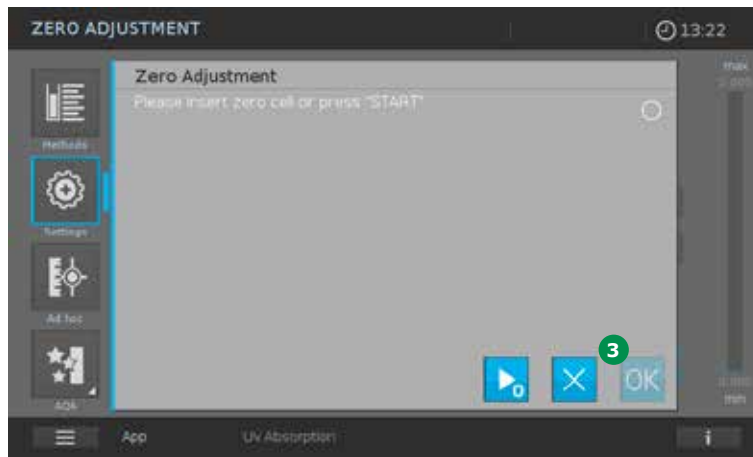 ZERO ADJUSTMENT
13:22
Zero Adjustment
Please insert zero cell or press "START"
max
Methods
Settings
Ad hoc
AQA
0
3
OK
min
App
UV Absorption
i